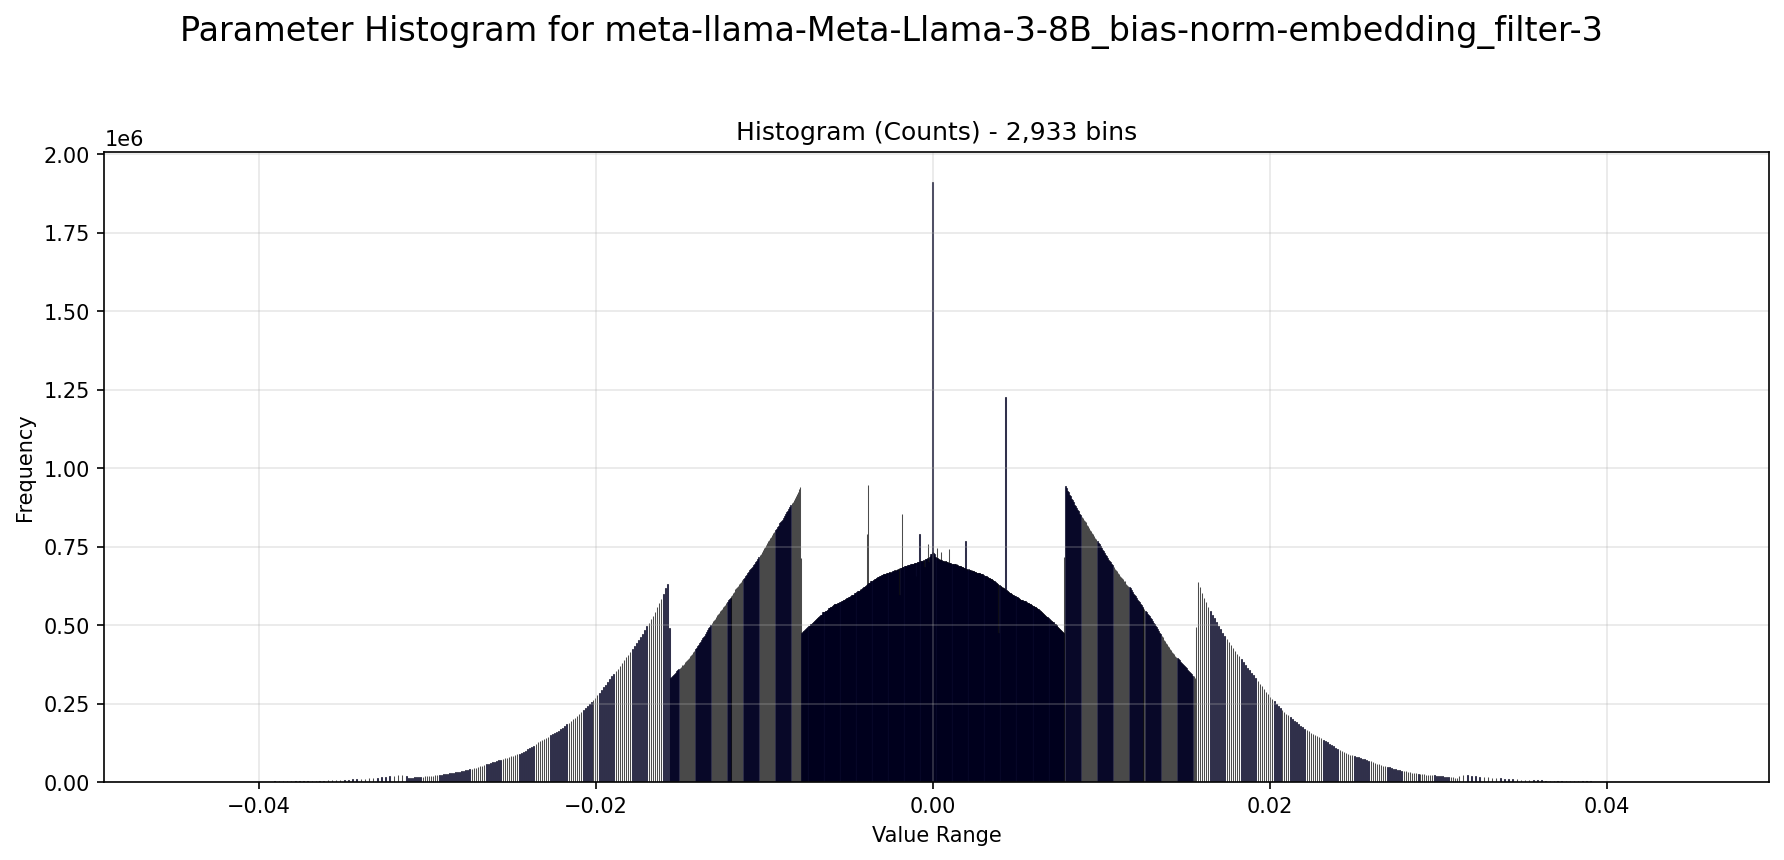 Parameter Histogram for meta-llama-Meta-Llama-3-8B_bias-norm-embedding_filter-3
Histogram (Counts) - 2,933 bins
1e6
2.00
1.75
1.50
1.25
1.00
0.75
0.50
0.25
0.00
Frequency
−0.04 −0.02 0.00 0.02 0.04
Value Range